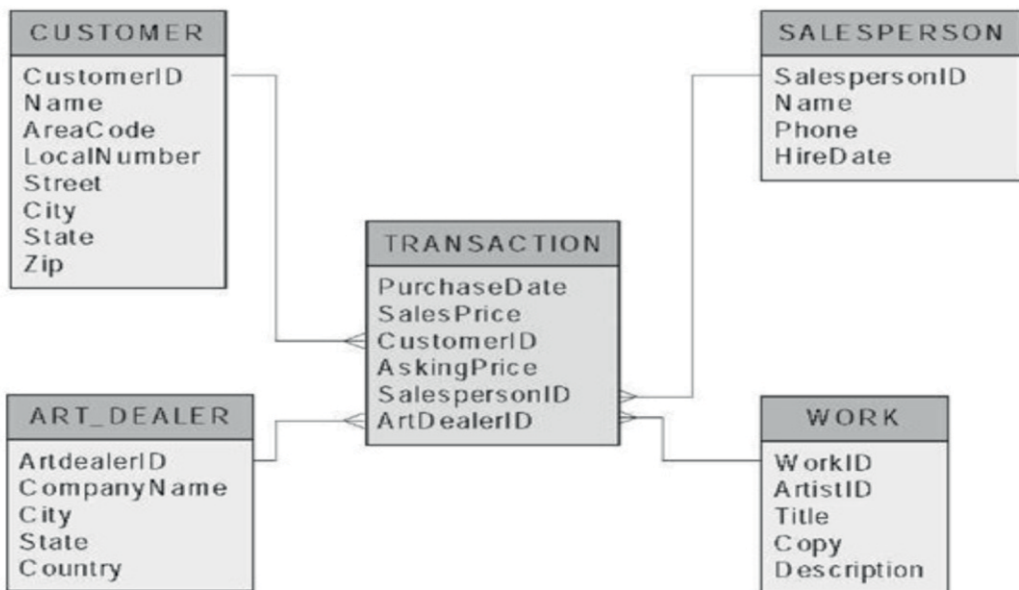 CUSTOMER
CustomerID
Name
AreaCode
LocalNumber
Street
City
State
Zip
SALESPERSON
SalespersonID
Name
Phone
HireDate
TRANSACTION
PurchaseDate
SalesPrice
CustomerID
AskingPrice
SalespersonID
ArtDealerID
ART_DEALER
ArtdealerID
CompanyName
City
State
Country
WORK
WorkID
ArtistID
Title
Copy
Description